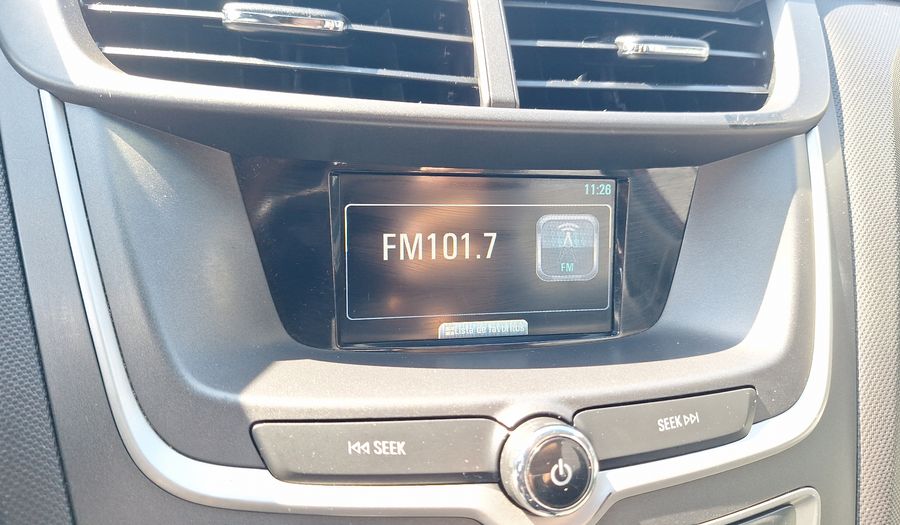 11:26
FM101.7
FM
Lista de favoritos
SEEK
SEEK